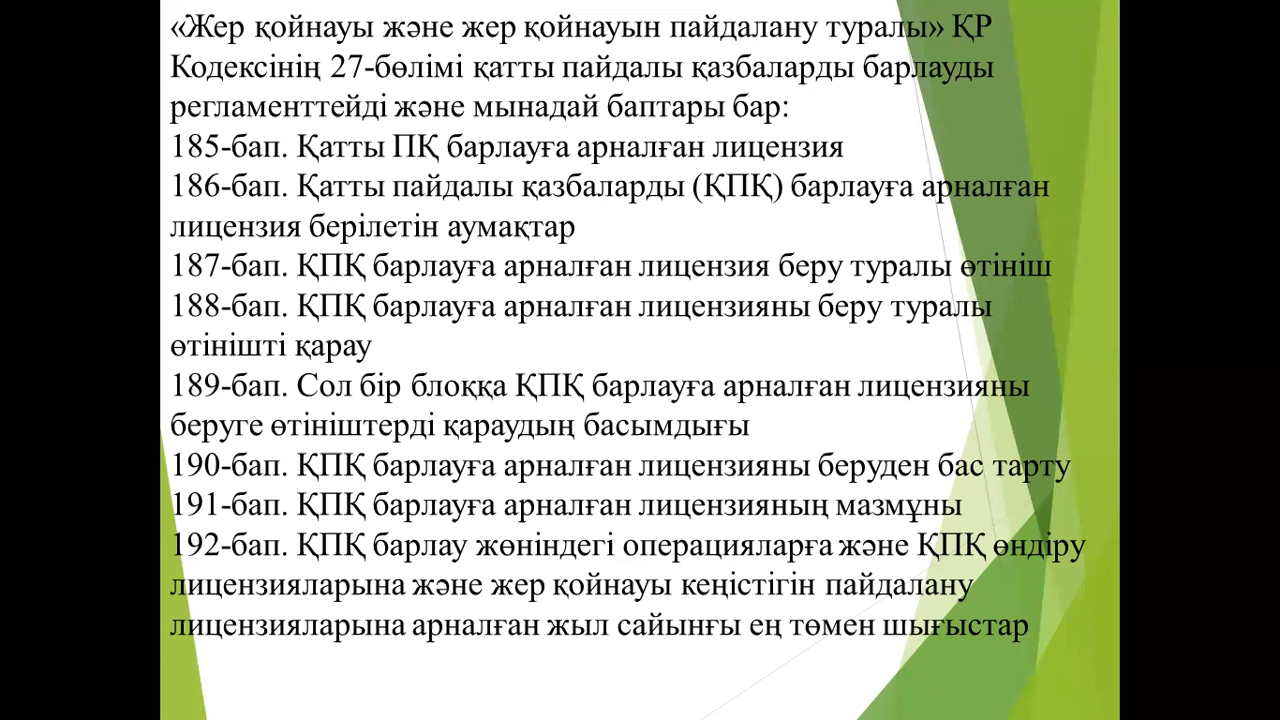 «Жер қойнауы және жер қойнауын пайдалану туралы» ҚР
Кодексінің 27-бөлімі қатты пайдалы қазбаларды барлауды
регламенттейді және мынадай баптары бар:
185-бап. Қатты ПҚ барлауға арналған лицензия
186-бап. Қатты пайдалы қазбаларды (ҚПҚ) барлауға арналған
лицензия берілетін аумақтар
187-бап. ҚПҚ барлауға арналған лицензия беру туралы өтініш
188-бап. ҚПҚ барлауға арналған лицензияны беру туралы
өтінішті қарау
189-бап. Сол бір блоққа ҚПҚ барлауға арналған лицензияны
беруге өтініштерді қараудың басымдығы
190-бап. ҚПҚ барлауға арналған лицензияны беруден бас тарту
191-бап. ҚПҚ барлауға арналған лицензияның мазмұны
192-бап. ҚПҚ барлау жөніндегі операцияларға және ҚПҚ өндіру
лицензияларына және жер қойнауы кеңістігін пайдалану
лицензияларына арналған жыл сайынғы ең төмен шығыстар